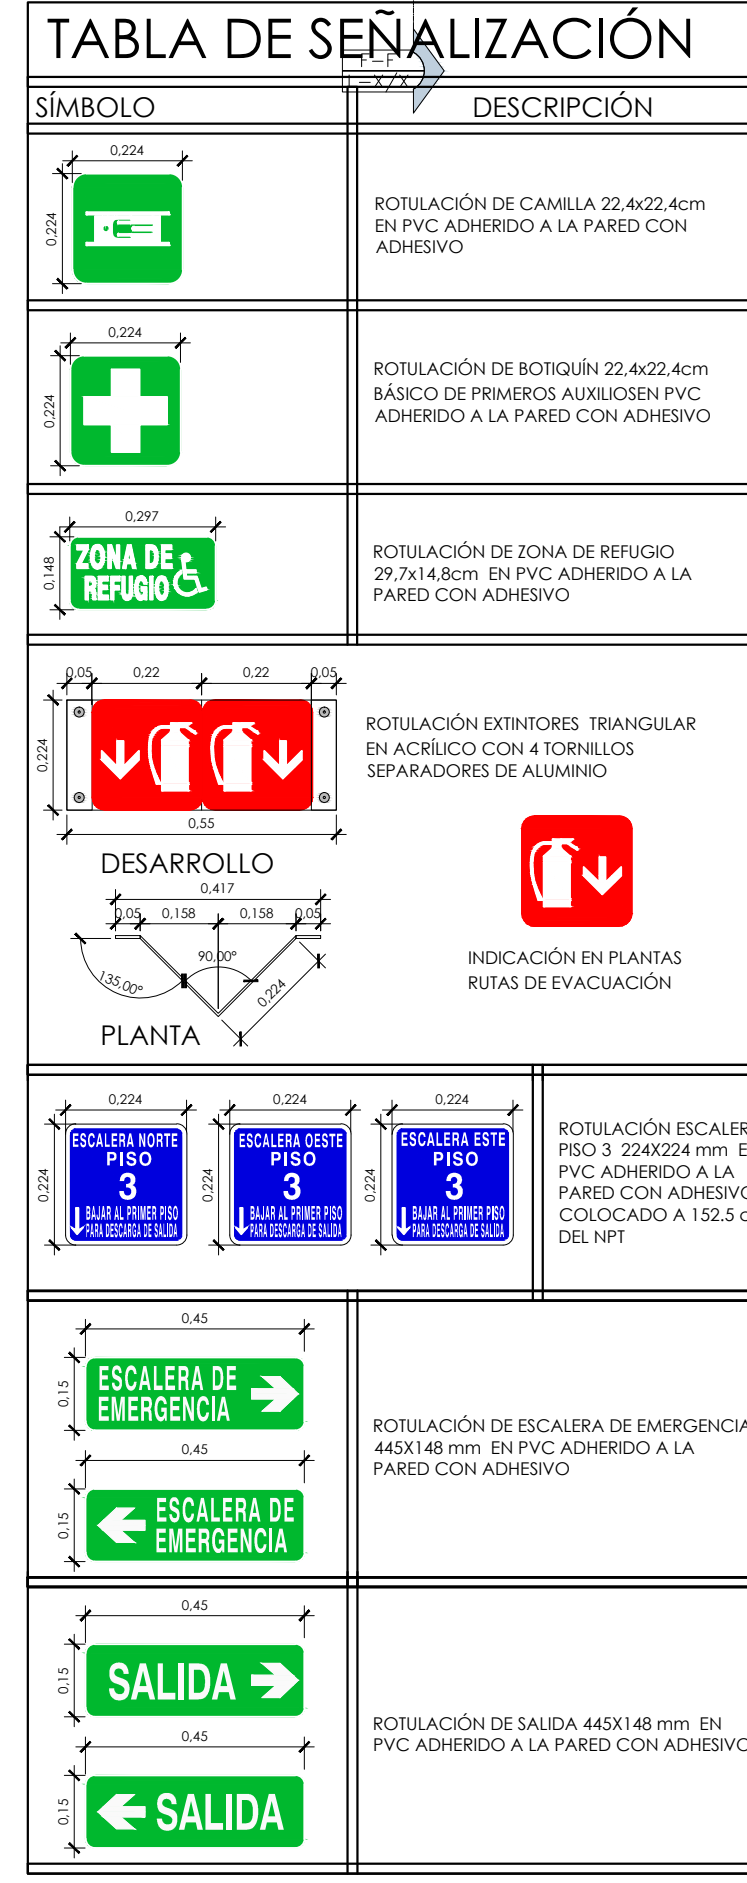 TABLA DE SEÑALIZACIÓN
F-F
L-X/X
SÍMBOLO
DESCRIPCIÓN
0,224
0,224
ROTULACIÓN DE CAMILLA 22,4x22,4cm
EN PVC ADHERIDO A LA PARED CON
ADHESIVO
0,224
0,224
ROTULACIÓN DE BOTIQUÍN 22,4x22,4cm
BÁSICO DE PRIMEROS AUXILIOSEN PVC
ADHERIDO A LA PARED CON ADHESIVO
0,297
0,148
ZONA DE
REFUGIO
ROTULACIÓN DE ZONA DE REFUGIO
29,7x14,8cm EN PVC ADHERIDO A LA
PARED CON ADHESIVO
0,05 0,22 0,22 0,05
0,224
0,55
DESARROLLO
ROTULACIÓN EXTINTORES TRIANGULAR
EN ACRÍLICO CON 4 TORNILLOS
SEPARADORES DE ALUMINIO
0,417
0,05 0,158 0,158 0,05
90,00°
135,00°
0,224
PLANTA
INDICACIÓN EN PLANTAS
RUTAS DE EVACUACIÓN
0,224
0,224
ESCALERA NORTE
PISO
3
BAJAR AL PRIMER PISO
PARA DESCARGA DE SALIDA
0,224
0,224
ESCALERA OESTE
PISO
3
BAJAR AL PRIMER PISO
PARA DESCARGA DE SALIDA
0,224
0,224
ESCALERA ESTE
PISO
3
BAJAR AL PRIMER PISO
PARA DESCARGA DE SALIDA
ROTULACIÓN ESCALER
PISO 3 224X224 mm E
PVC ADHERIDO A LA
PARED CON ADHESIVO
COLOCADO A 152.5 c
DEL NPT
0,45
0,15
ESCALERA DE
EMERGENCIA
0,45
0,15
ESCALERA DE
EMERGENCIA
ROTULACIÓN DE ESCALERA DE EMERGENCIA
445X148 mm EN PVC ADHERIDO A LA
PARED CON ADHESIVO
0,45
0,15
SALIDA
0,45
0,15
SALIDA
ROTULACIÓN DE SALIDA 445X148 mm EN
PVC ADHERIDO A LA PARED CON ADHESIVO